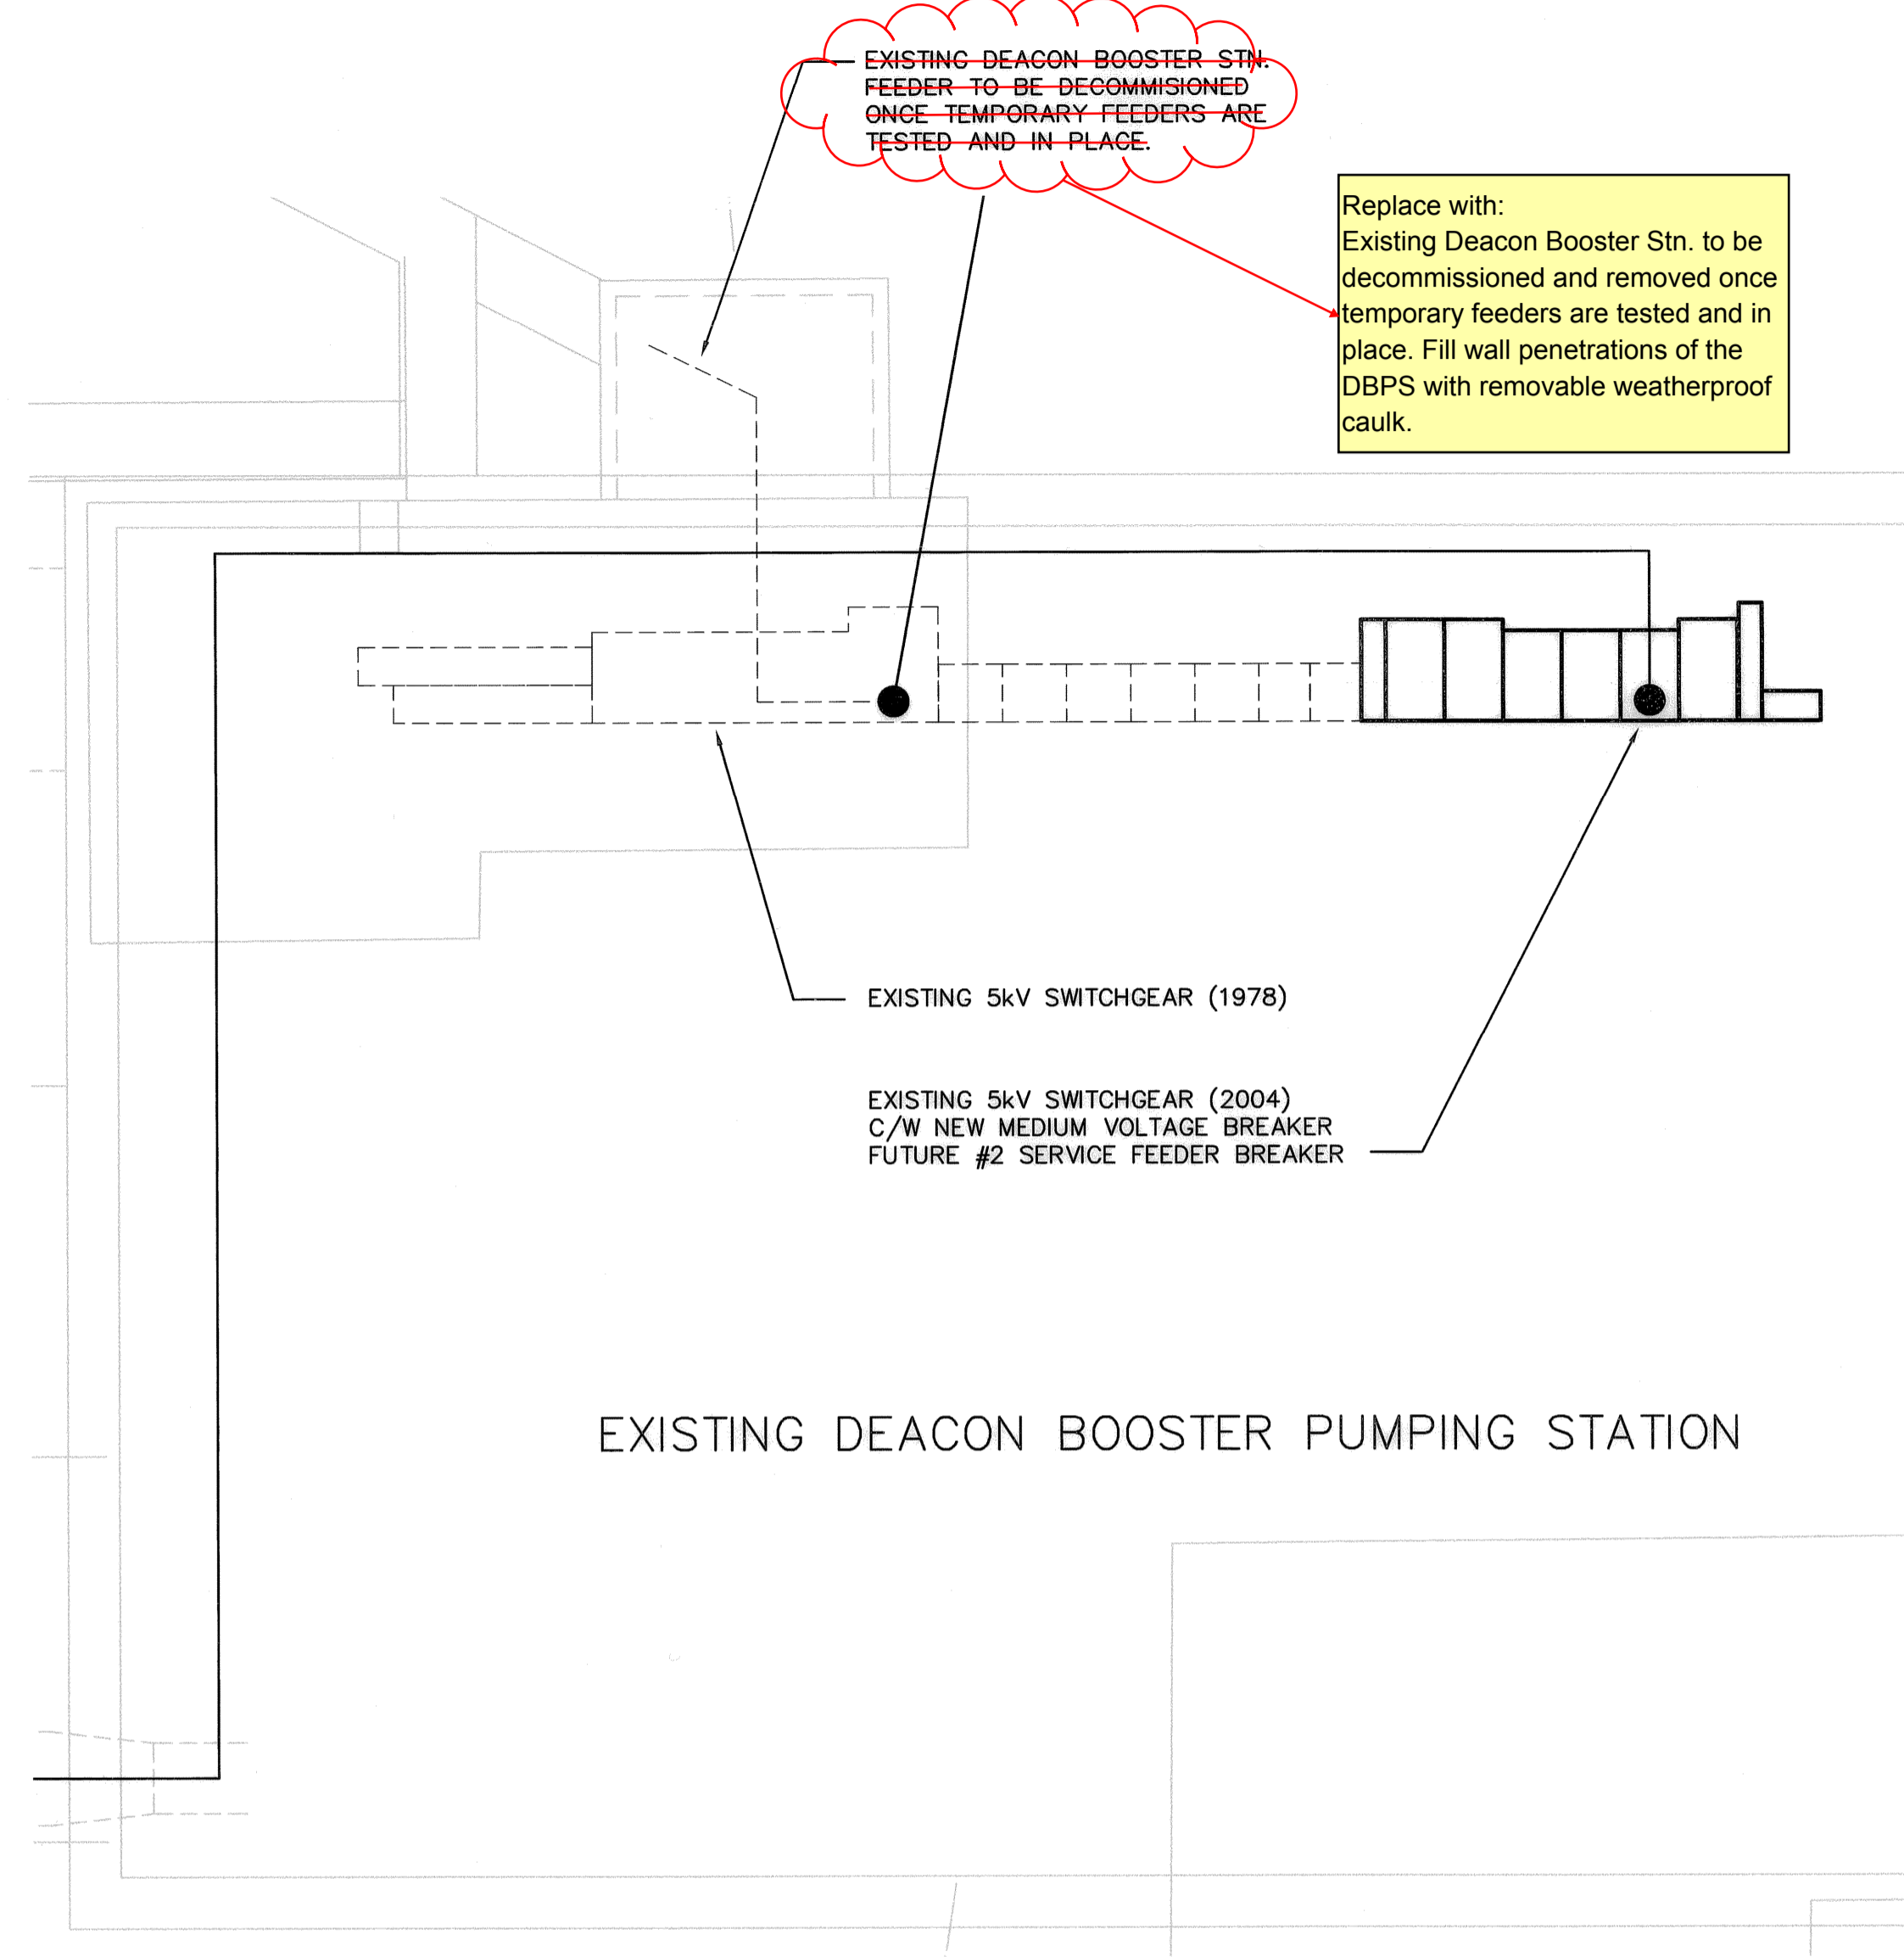 EXISTING DEACON BOOSTER STN.
FEEDER TO BE DECOMMISIONED
ONCE TEMPORARY FEEDERS ARE
TESTED AND IN PLACE.
Replace with:
Existing Deacon Booster Stn. to be
decommissioned and removed once
temporary feeders are tested and in
place. Fill wall penetrations of the
DBPS with removable weatherproof
caulk.
EXISTING 5kV SWITCHGEAR (1978)
EXISTING 5kV SWITCHGEAR (2004)
C/W NEW MEDIUM VOLTAGE BREAKER
FUTURE #2 SERVICE FEEDER BREAKER
EXISTING DEACON BOOSTER PUMPING STATION